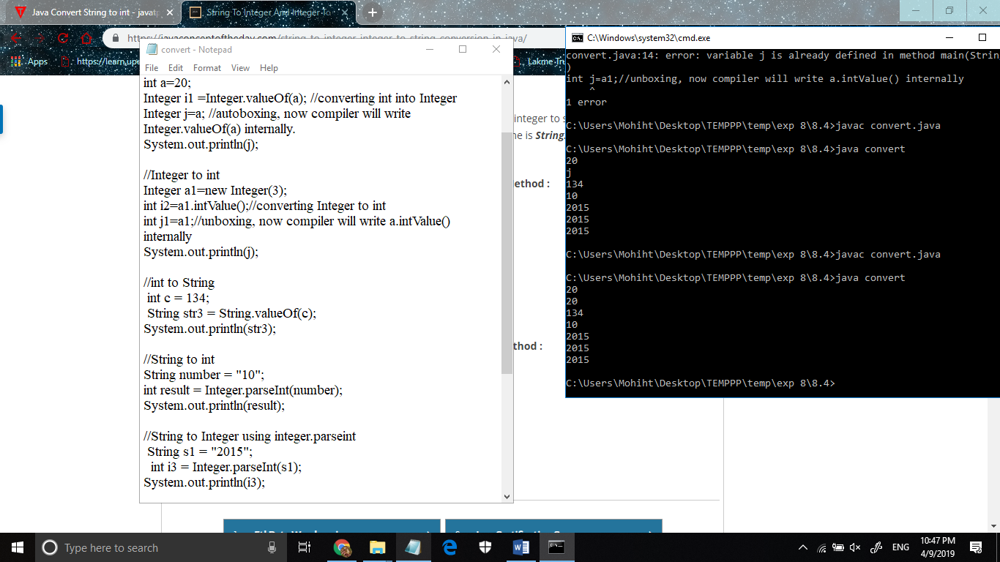 Java Convert String to int - javat
String To Integer And Integer To
https://javaconceptoftheday.com/string-to-integer-integer-to-string-conversion-in-java/
Apps
https://learn.upe
Lakme Tru
convert - Notepad
File Edit Format View Help
int a=20;
Integer i1 =Integer.valueOf(a); //converting int into Integer
Integer j=a; //autoboxing, now compiler will write
Integer.valueOf(a) internally.
System.out.println(j);
//Integer to int
Integer a1=new Integer(3);
int i2=a1.intValue();//converting Integer to int
int j1=a1;//unboxing, now compiler will write a.intValue()
internally
System.out.println(j);
//int to String
int c = 134;
String str3 = String.valueOf(c);
System.out.println(str3);
//String to int
String number = "10";
int result = Integer.parseInt(number);
System.out.println(result);
//String to Integer using integer.parseint
String s1 = "2015";
int i3 = Integer.parseInt(s1);
System.out.println(i3);
integer to s
ne is String.
ethod :
thod :
C:\Windows\system32\cmd.exe
convert.java:14: error: variable j is already defined in method main(Strin
)
int j=a1;//unboxing, now compiler will write a.intValue() internally
^
1 error
C:\Users\Mohiht\Desktop\TEMPPP\temp\exp 8\8.4>javac convert.java
C:\Users\Mohiht\Desktop\TEMPPP\temp\exp 8\8.4>java convert
20
j
134
10
2015
2015
2015
C:\Users\Mohiht\Desktop\TEMPPP\temp\exp 8\8.4>javac convert.java
C:\Users\Mohiht\Desktop\TEMPPP\temp\exp 8\8.4>java convert
20
20
134
10
2015
2015
2015
C:\Users\Mohiht\Desktop\TEMPPP\temp\exp 8\8.4>
Type here to search
ENG
10:47 PM
4/9/2019